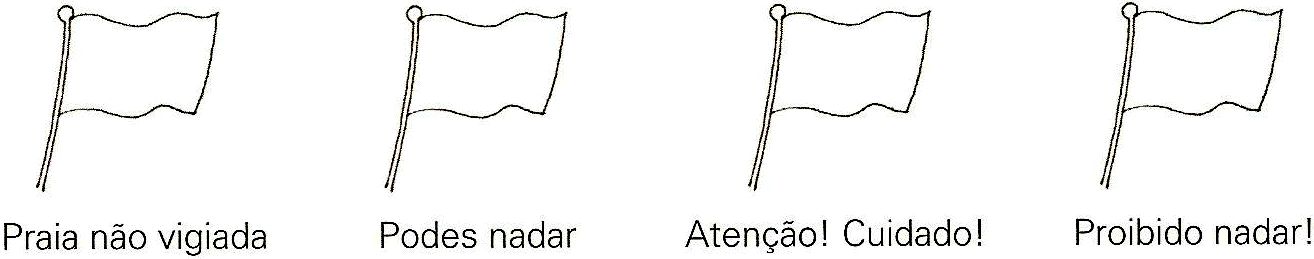 Praia não vigiada
Podes nadar
Atenção! Cuidado!
Proibido nadar!